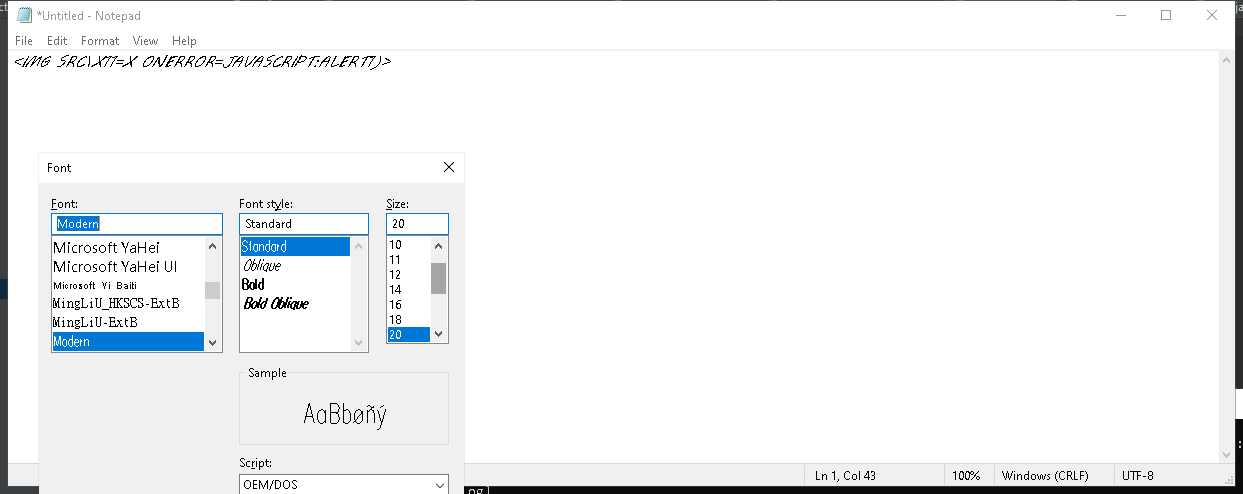 *Untitled - Notepad
File Edit Format View Help
<IMG SRC\XTT=X ONERROR=JAVASCRIPT:ALERTT)>
Font
Font:
Modern
Microsoft YaHei
Microsoft YaHei UI
Microsoft Yi Baiti
MingLiU_HKSCS-ExtB
MingLiU-ExtB
Modern
Font style:
Standard
Standard
Oblique
Bold
Bold Oblique
Size:
20
10
11
12
14
16
18
20
Sample
AaBbøñý
Script:
OEM/DOS
Ln 1, Col 43 100% Windows (CRLF) UTF-8